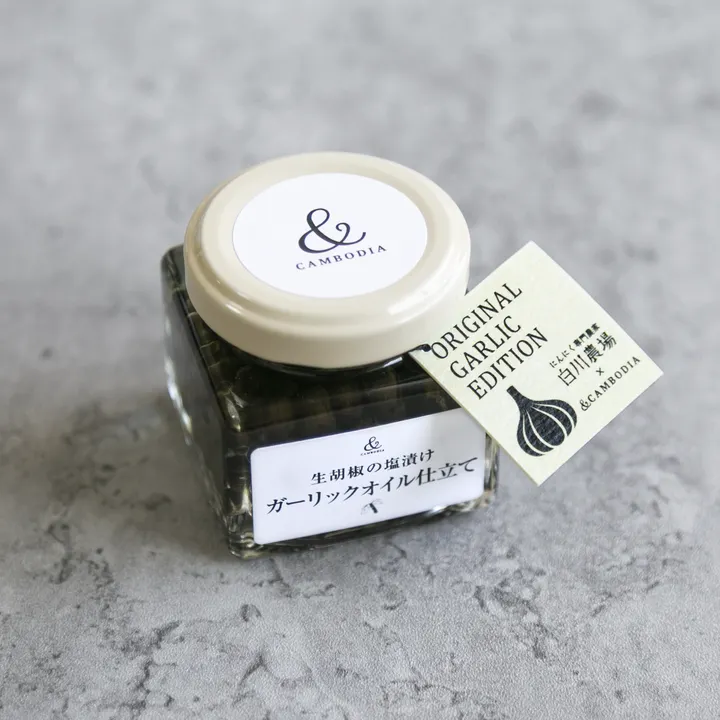 &
CAMBODIA
ORIGINAL
GARLIC
EDITION
にんにく専門農家
白川農場
×
&CAMBODIA
&
CAMBODIA
生胡椒の塩漬け
ガーリックオイル仕立て